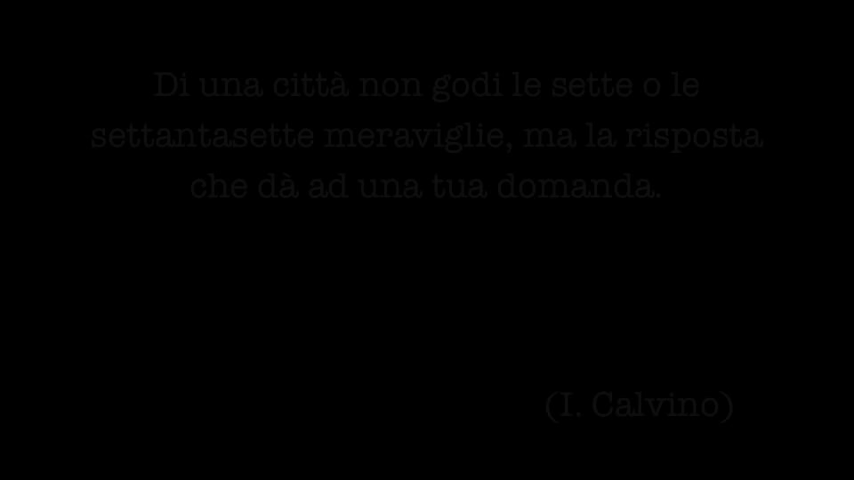 Di una città non godi le sette o le
settantasette meraviglie, ma la risposta
che dà ad una tua domanda.
(I. Calvino)